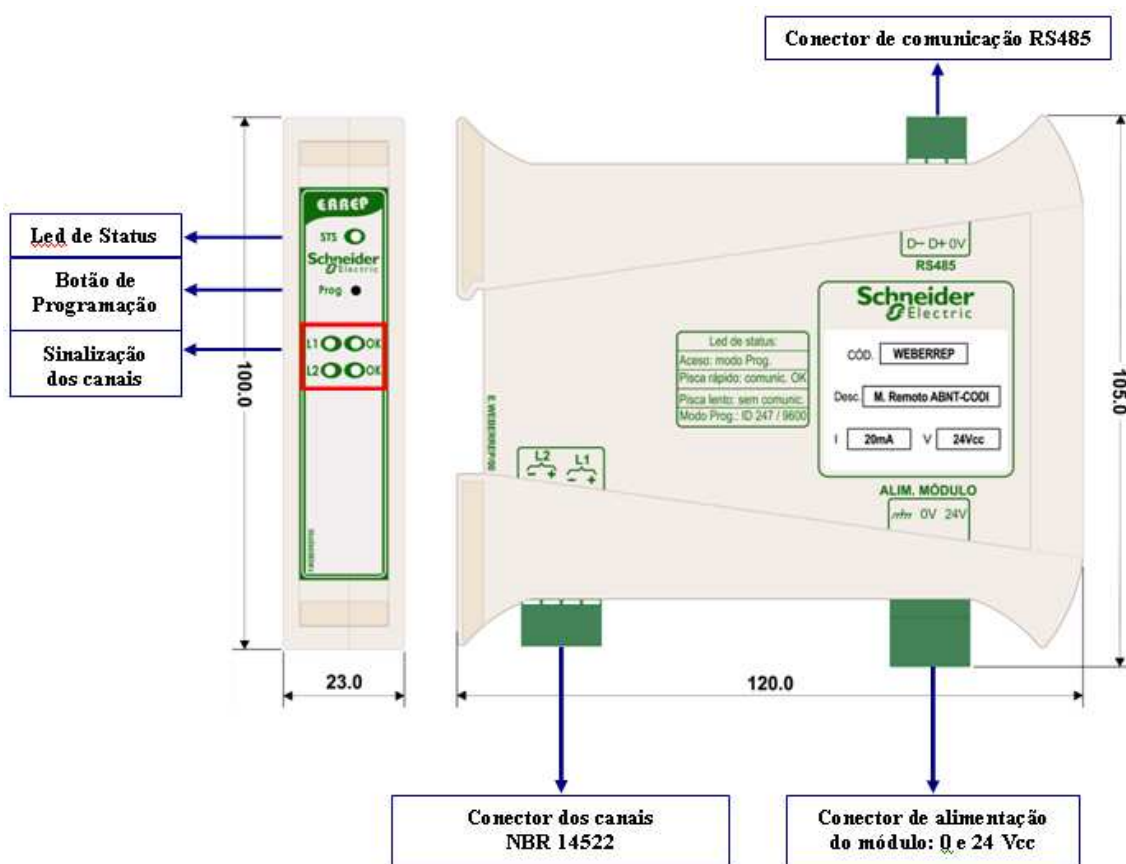 Conector de comunicação RS485
100.0
105.0
ERREP
STS
Led de Status
Schneider
Electric
Botão de
Programação
Prog.
Sinalização
dos canais
L1 OK
L2 OK
D- D+ 0V
RS485
Schneider
Electric
CÓD. WEBERREP
Desc. M. Remoto ABNT-CODI
I 20mA V 24Vcc
Led de status:
Aceso: modo Prog.
Pisca rápido: comunic. OK
Pisca lento: sem comunic.
Modo Prog.: ID 247 / 9600
L2 L1
- + - +
ALIM. MÓDULO
0V 24V
23.0
120.0
Conector dos canais
NBR 14522
Conector de alimentação
do módulo: 0 e 24 Vcc